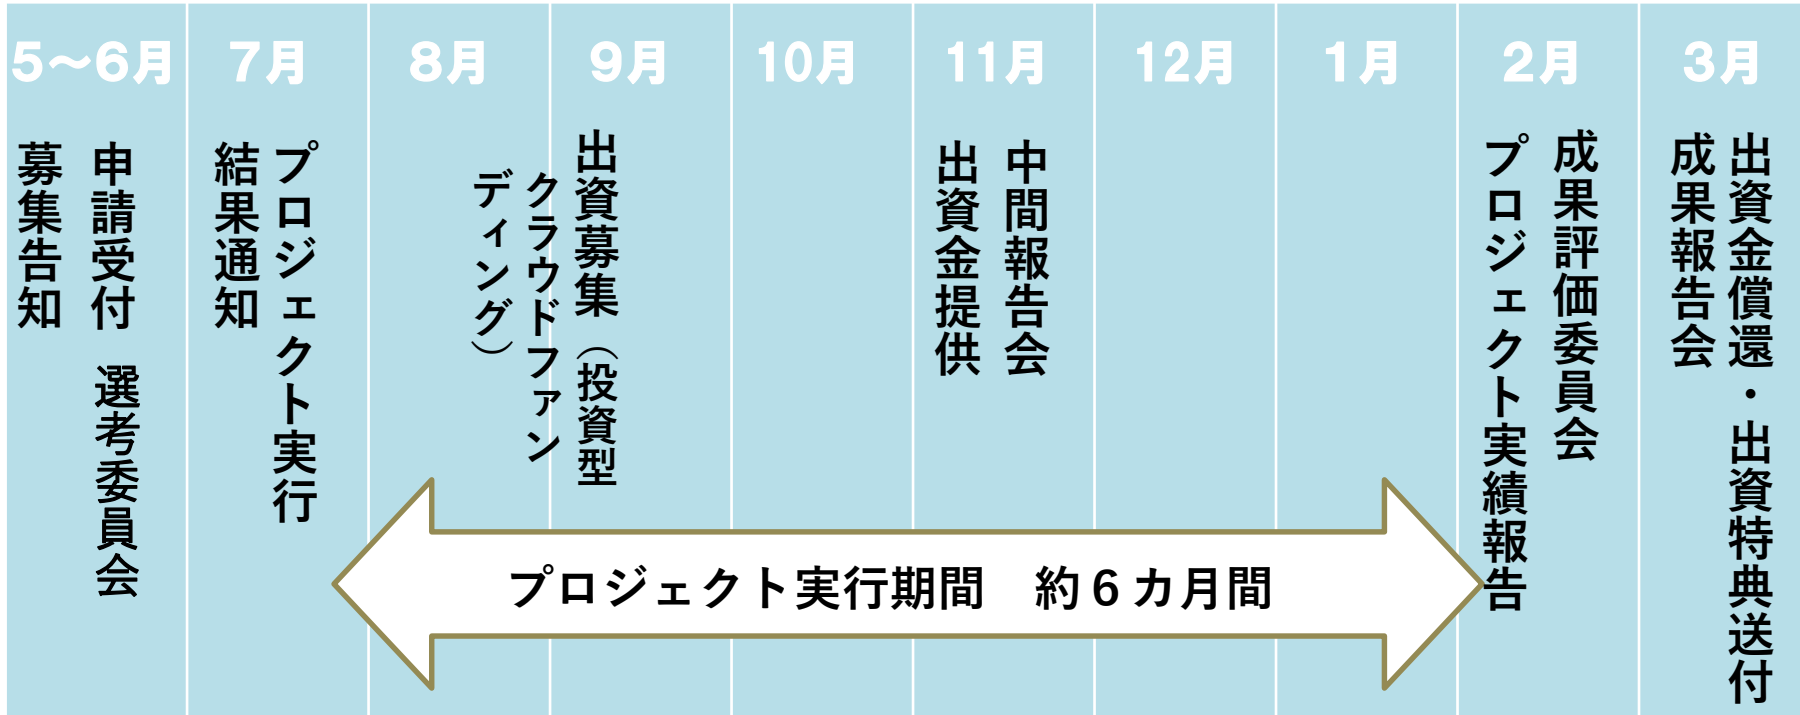 5〜6月
7月
8月
9月
10月
11月
12月
1月
2月
3月
募集告知
申請受付　選考委員会
プロジェクト実行
結果通知
出資募集（投資型
クラウドファン
ディング）
中間報告会
出資金提供
成果評価委員会
プロジェクト実績報告
出資金償還・出資特典送付
成果報告会
プロジェクト実行期間　約６カ月間